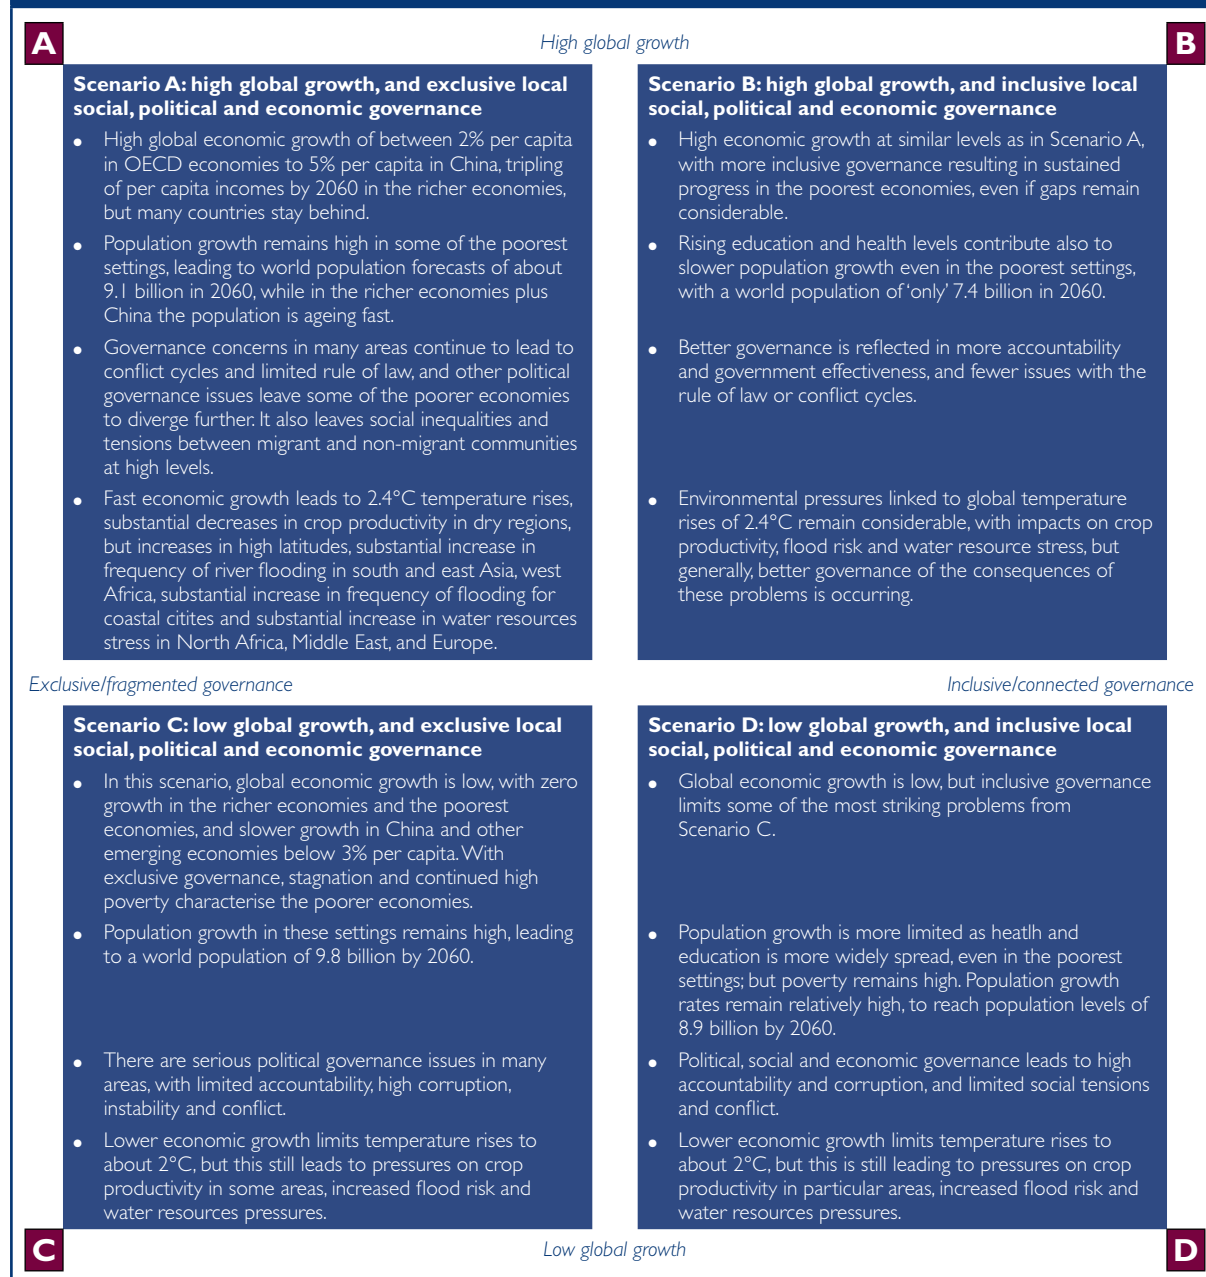 A
High global growth
B
Scenario A: high global growth, and exclusive local
social, political and economic governance
● High global economic growth of between 2% per capita
in OECD economies to 5% per capita in China, tripling
of per capita incomes by 2060 in the richer economies,
but many countries stay behind.
● Population growth remains high in some of the poorest
settings, leading to world population forecasts of about
9.1 billion in 2060, while in the richer economies plus
China the population is ageing fast.
● Governance concerns in many areas continue to lead to
conflict cycles and limited rule of law, and other political
governance issues leave some of the poorer economies
to diverge further. It also leaves social inequalities and
tensions between migrant and non-migrant communities
at high levels.
● Fast economic growth leads to 2.4°C temperature rises,
substantial decreases in crop productivity in dry regions,
but increases in high latitudes, substantial increase in
frequency of river flooding in south and east Asia, west
Africa, substantial increase in frequency of flooding for
coastal citites and substantial increase in water resources
stress in North Africa, Middle East, and Europe.
Scenario B: high global growth, and inclusive local
social, political and economic governance
● High economic growth at similar levels as in Scenario A,
with more inclusive governance resulting in sustained
progress in the poorest economies, even if gaps remain
considerable.
● Rising education and health levels contribute also to
slower population growth even in the poorest settings,
with a world population of ‘only’ 7.4 billion in 2060.
● Better governance is reflected in more accountability
and government effectiveness, and fewer issues with the
rule of law or conflict cycles.
● Environmental pressures linked to global temperature
rises of 2.4°C remain considerable, with impacts on crop
productivity, flood risk and water resource stress, but
generally, better governance of the consequences of
these problems is occurring.
Exclusive/fragmented governance
Inclusive/connected governance
Scenario C: low global growth, and exclusive local
social, political and economic governance
● In this scenario, global economic growth is low, with zero
growth in the richer economies and the poorest
economies, and slower growth in China and other
emerging economies below 3% per capita. With
exclusive governance, stagnation and continued high
poverty characterise the poorer economies.
● Population growth in these settings remains high, leading
to a world population of 9.8 billion by 2060.
● There are serious political governance issues in many
areas, with limited accountability, high corruption,
instability and conflict.
● Lower economic growth limits temperature rises to
about 2°C, but this still leads to pressures on crop
productivity in some areas, increased flood risk and
water resources pressures.
Scenario D: low global growth, and inclusive local
social, political and economic governance
● Global economic growth is low, but inclusive governance
limits some of the most striking problems from
Scenario C.
● Population growth is more limited as heatlh and
education is more widely spread, even in the poorest
settings; but poverty remains high. Population growth
rates remain relatively high, to reach population levels of
8.9 billion by 2060.
● Political, social and economic governance leads to high
accountability and corruption, and limited social tensions
and conflict.
● Lower economic growth limits temperature rises to
about 2°C, but this is still leading to pressures on crop
productivity in particular areas, increased flood risk and
water resources pressures.
C
Low global growth
D